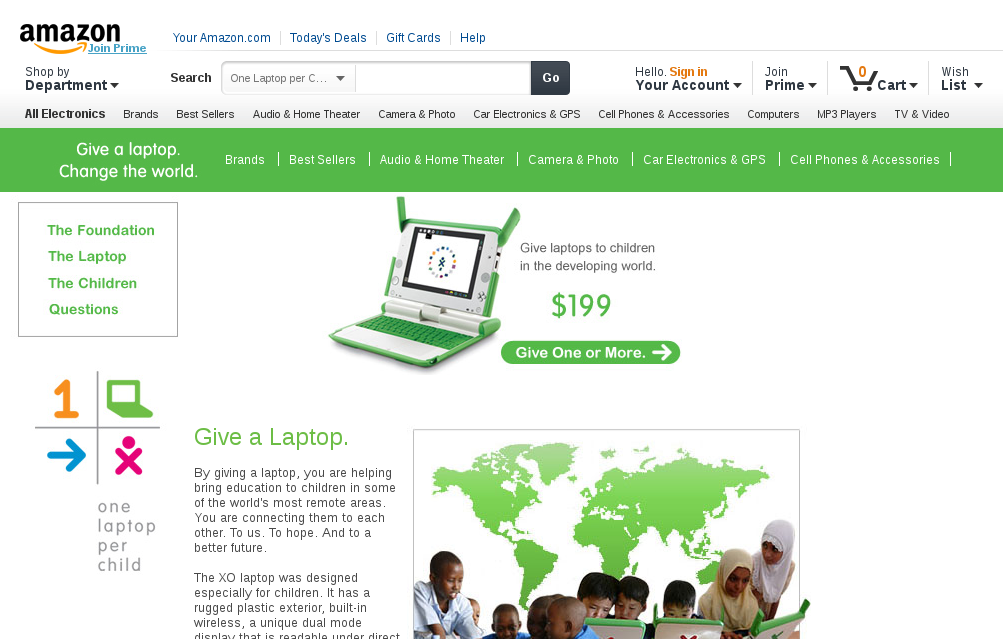 amazon
Join Prime
Your Amazon.com
Today's Deals
Gift Cards
Help
Shop by
Department
Search
One Laptop per C...
Go
Hello. Sign in
Your Account
Join
Prime
0
Cart
Wish
List
All Electronics
Brands
Best Sellers
Audio & Home Theater
Camera & Photo
Car Electronics & GPS
Cell Phones & Accessories
Computers
MP3 Players
TV & Video
Give a laptop.
Change the world.
Brands
Best Sellers
Audio & Home Theater
Camera & Photo
Car Electronics & GPS
Cell Phones & Accessories
The Foundation
The Laptop
The Children
Questions
Give laptops to children
in the developing world.
$199
Give One or More.
1
one
laptop
per
child
Give a Laptop.
By giving a laptop, you are helping
bring education to children in some
of the world's most remote areas.
You are connecting them to each
other. To us. To hope. And to a
better future.
The XO laptop was designed
especially for children. It has a
rugged plastic exterior, built-in
wireless, a unique dual mode
display that is readable under direct